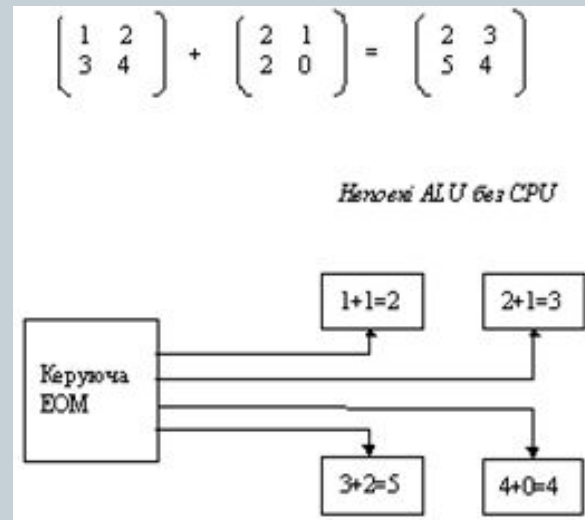 1 2 2 1 2 3
3 4 + 2 0 = 5 4
Неповні ALU без CPU
1+1=2 2+1=3
Керуюча
ЕОМ
3+2=5 4+0=4